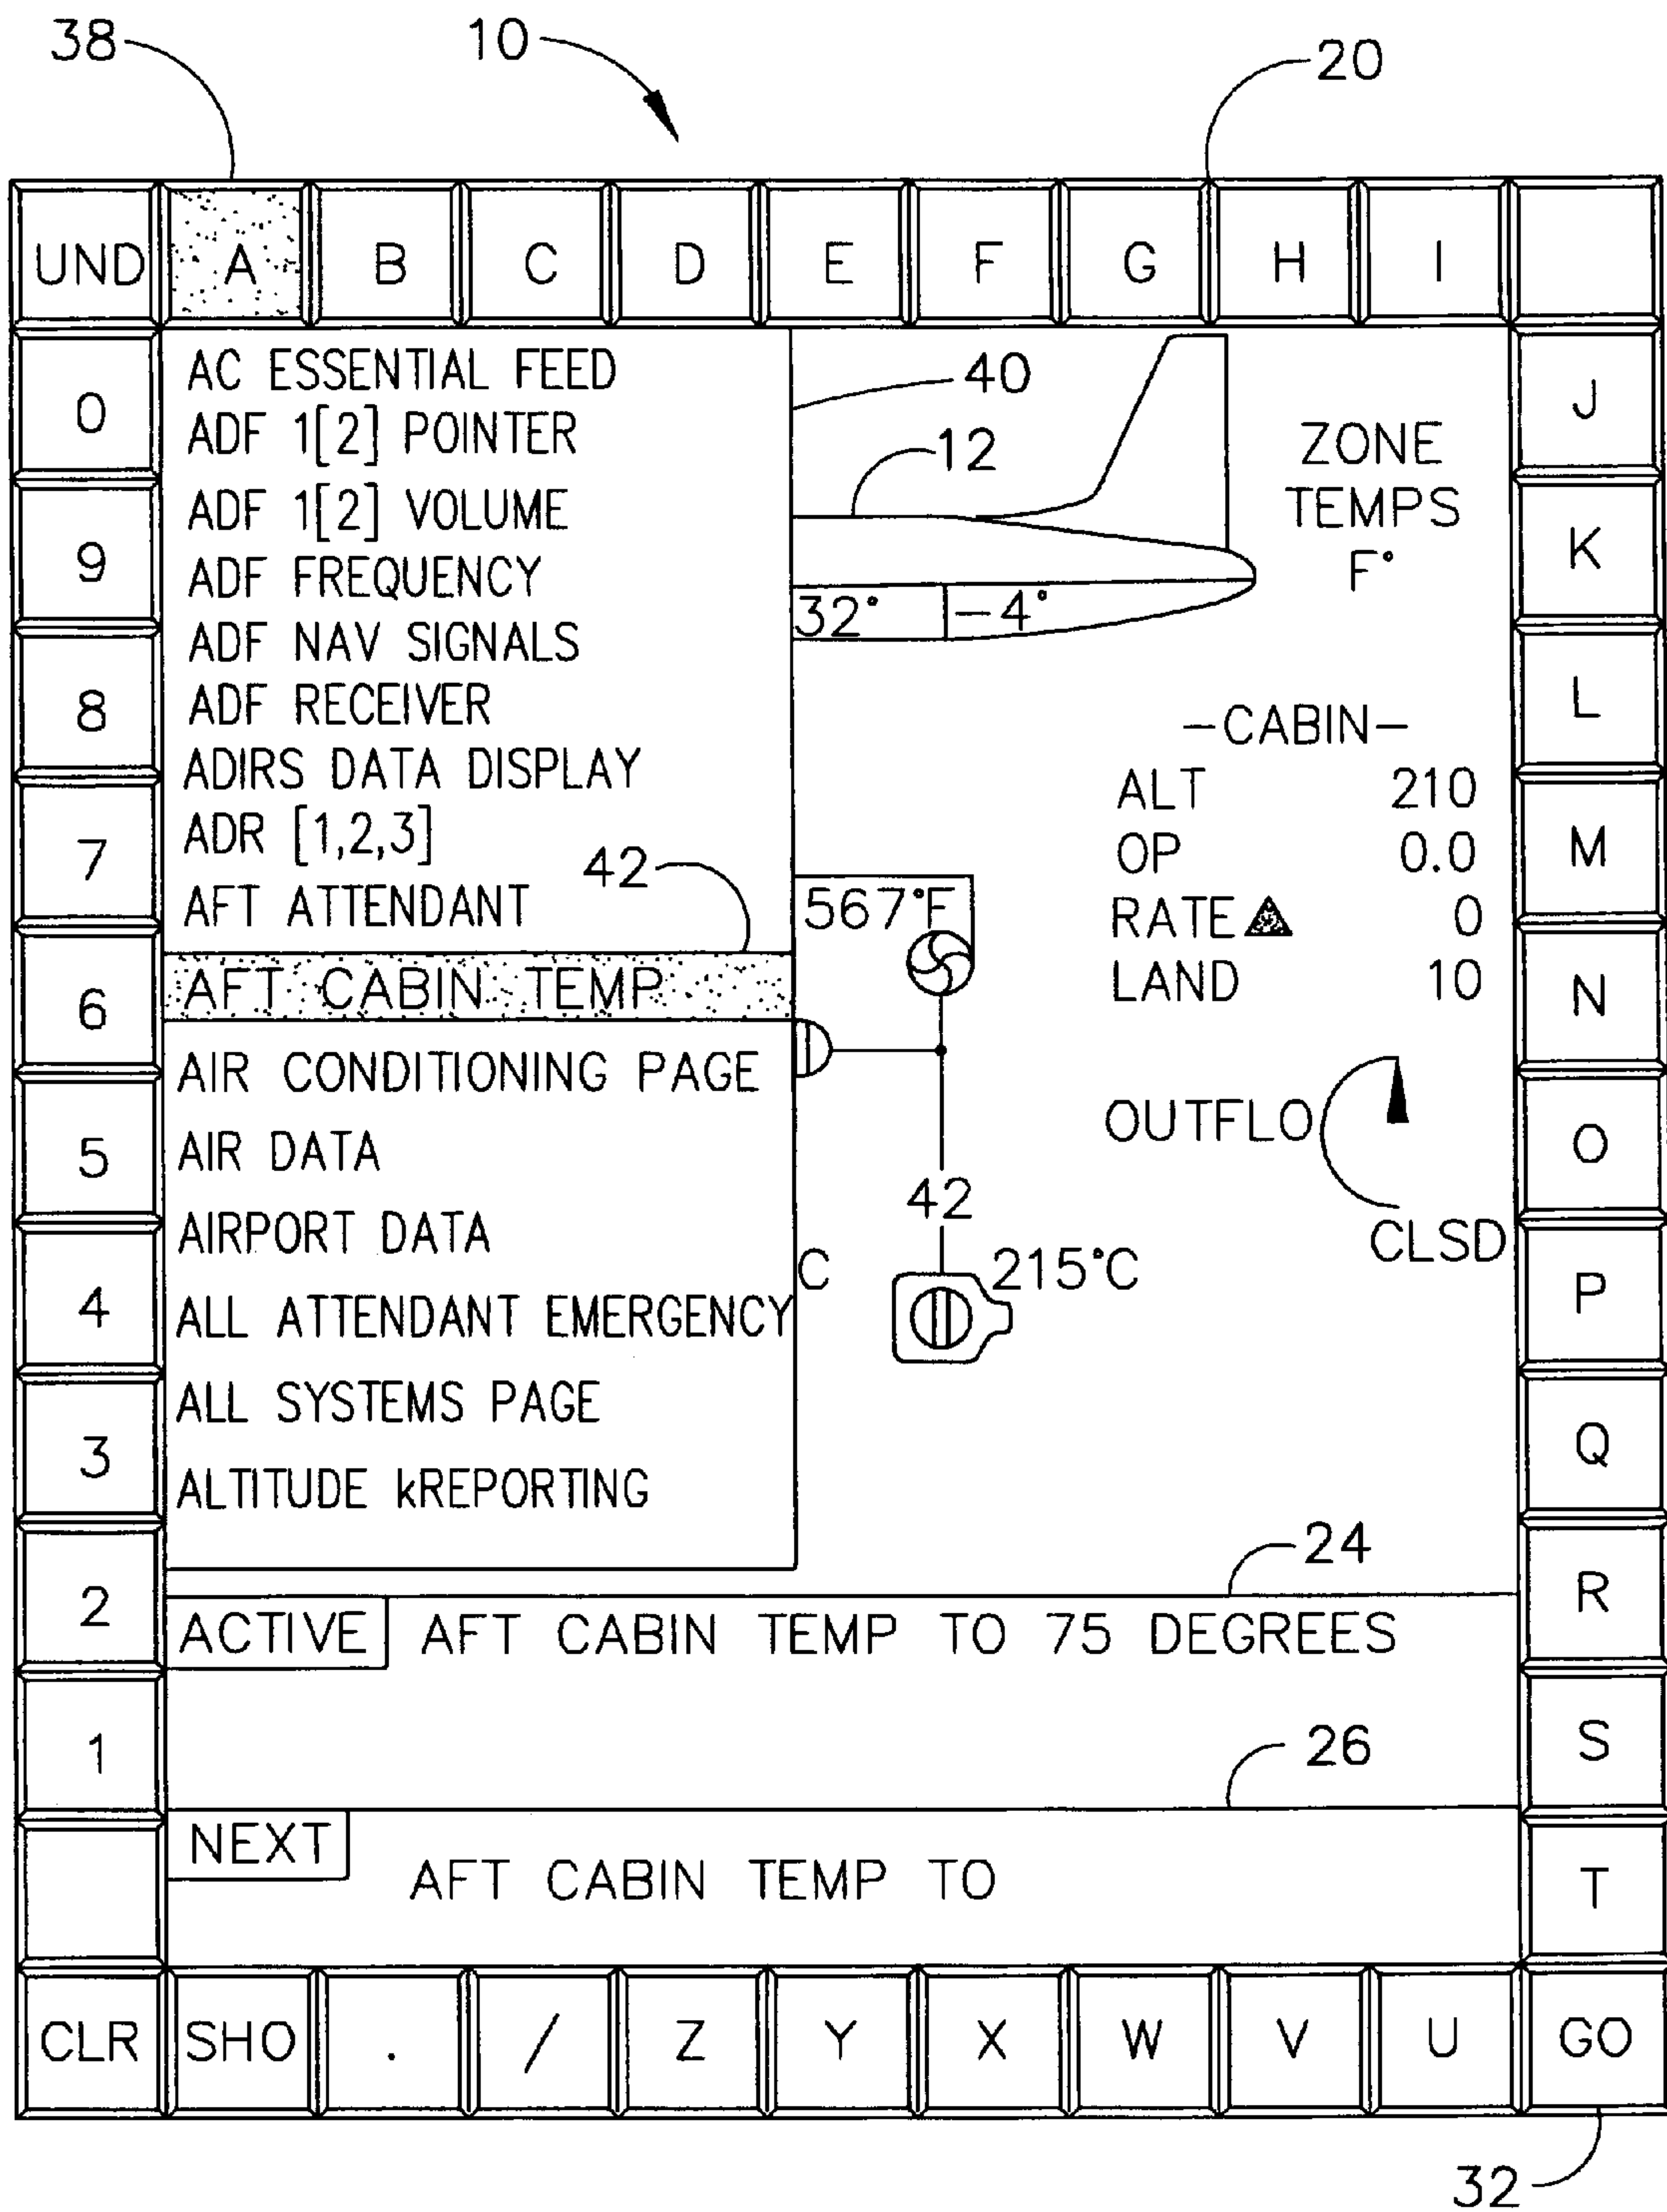 38 10 20
UND A B C D E F G H I
0
9
8
7
6
5
4
3
2
1
AC ESSENTIAL FEED
ADF 1[2] POINTER
ADF 1[2] VOLUME
ADF FREQUENCY
ADF NAV SIGNALS
ADF RECEIVER
ADIRS DATA DISPLAY
ADR [1,2,3]
AFT ATTENDANT
42
AFT CABIN TEMP
AIR CONDITIONING PAGE
AIR DATA
AIRPORT DATA
ALL ATTENDANT EMERGENCY
ALL SYSTEMS PAGE
ALTITUDE kREPORTING
40
12
32° -4°
567°F
42
C 215°C
ZONE
TEMPS
F°
-CABIN-
ALT 210
OP 0.0
RATE 0
LAND 10
OUTFLO
CLSD
J
K
L
M
N
O
P
Q
R
S
T
24
ACTIVE AFT CABIN TEMP TO 75 DEGREES
26
NEXT
AFT CABIN TEMP TO
CLR SHO . / Z Y X W V U GO
32